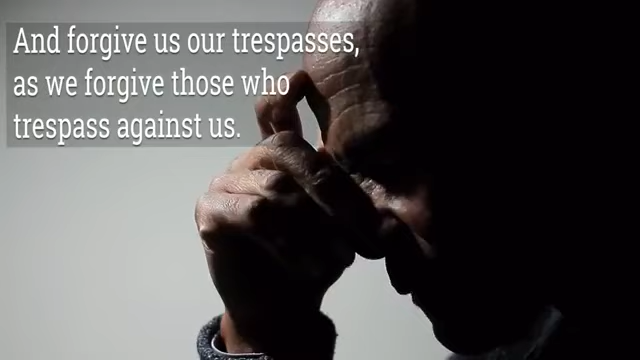 And forgive us our trespasses,
as we forgive those who
trespass against us.